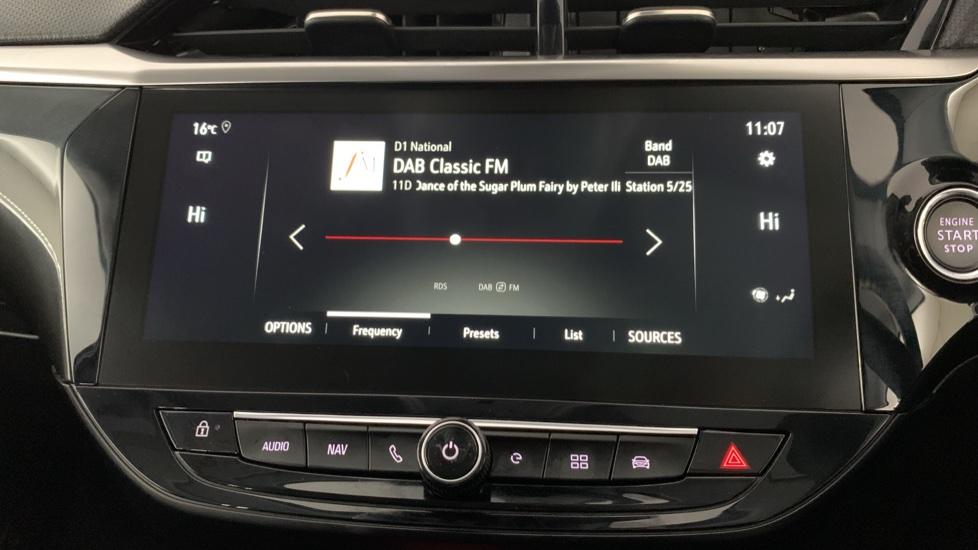 16°C
11:07
D1 National
DAB Classic FM
11D Dance of the Sugar Plum Fairy by Peter Ili
Band
DAB
Station 5/25
Hi
Hi
RDS
DAB FM
OPTIONS
Frequency
Presets
List
SOURCES
ENGINE
START
STOP
AUDIO
NAV